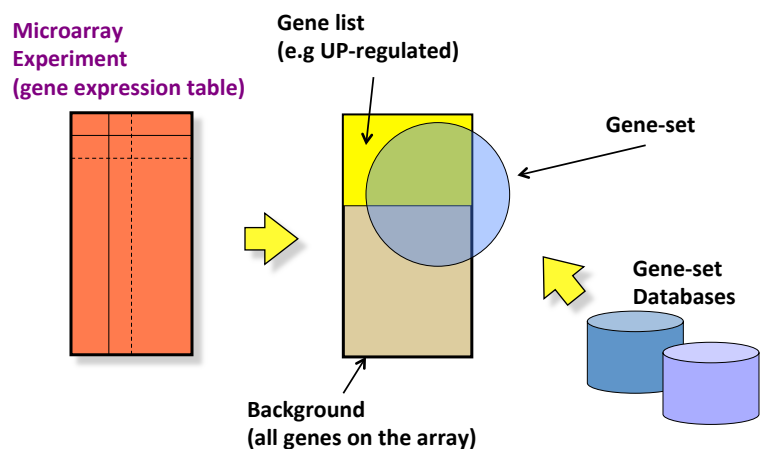 Microarray
Experiment
(gene expression table)
Gene list
(e.g UP-regulated)
Gene-set
Gene-set
Databases
Background
(all genes on the array)